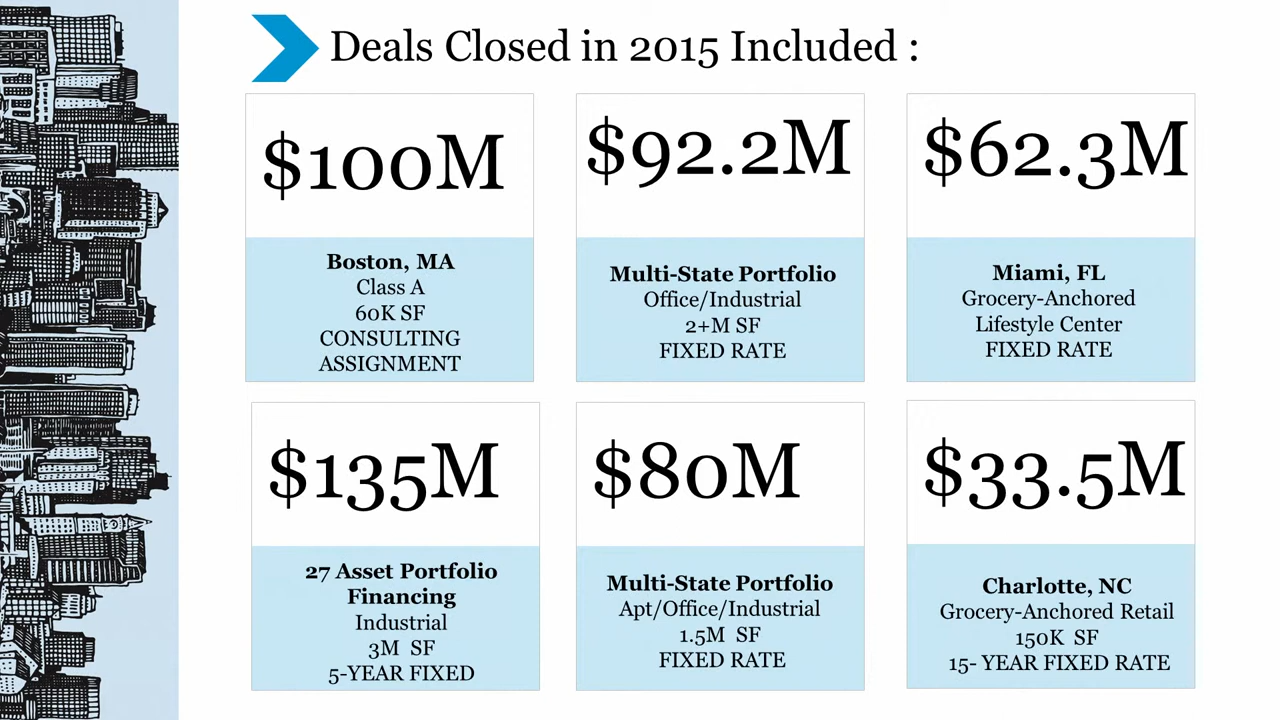 Deals Closed in 2015 Included :
$100M
Boston, MA
Class A
60K SF
CONSULTING
ASSIGNMENT
$92.2M
Multi-State Portfolio
Office/Industrial
2+M SF
FIXED RATE
$62.3M
Miami, FL
Grocery-Anchored
Lifestyle Center
FIXED RATE
$135M
27 Asset Portfolio
Financing
Industrial
3M SF
5-YEAR FIXED
$80M
Multi-State Portfolio
Apt/Office/Industrial
1.5M SF
FIXED RATE
$33.5M
Charlotte, NC
Grocery-Anchored Retail
150K SF
15- YEAR FIXED RATE